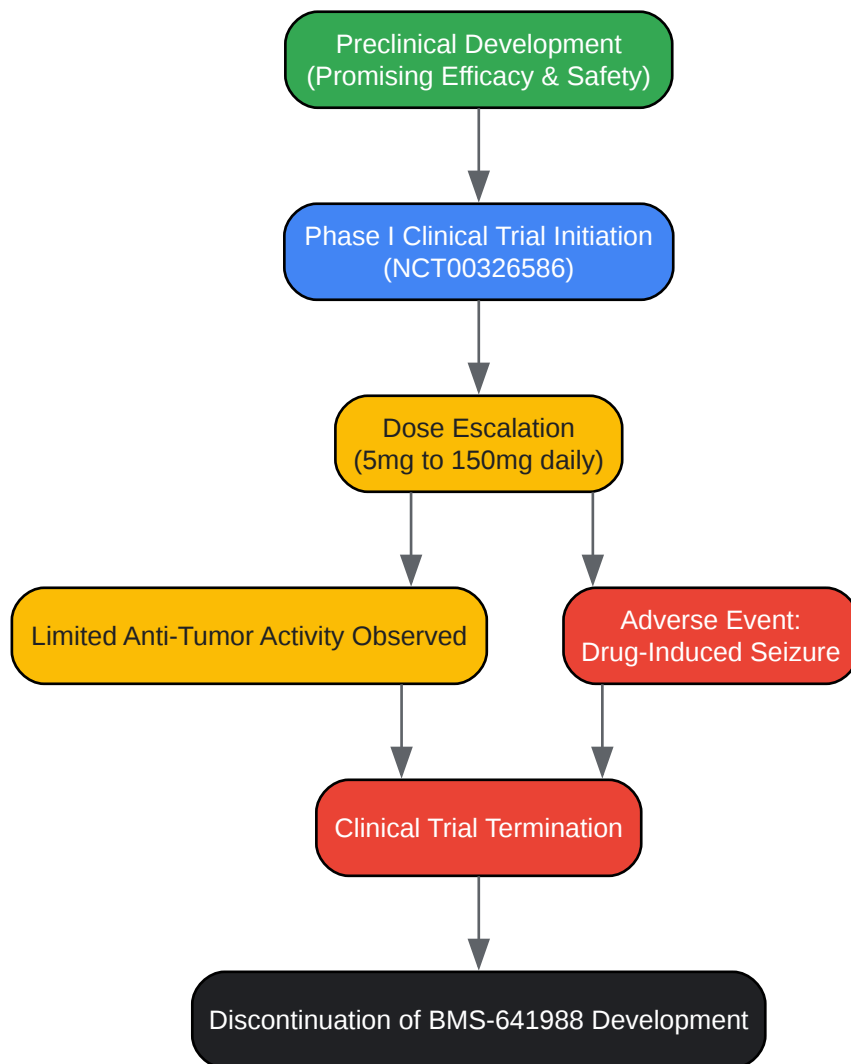 Preclinical Development
(Promising Efficacy & Safety)
Phase I Clinical Trial Initiation
(NCT00326586)
Dose Escalation
(5mg to 150mg daily)
Limited Anti-Tumor Activity Observed
Adverse Event:
Drug-Induced Seizure
Clinical Trial Termination
Discontinuation of BMS-641988 Development